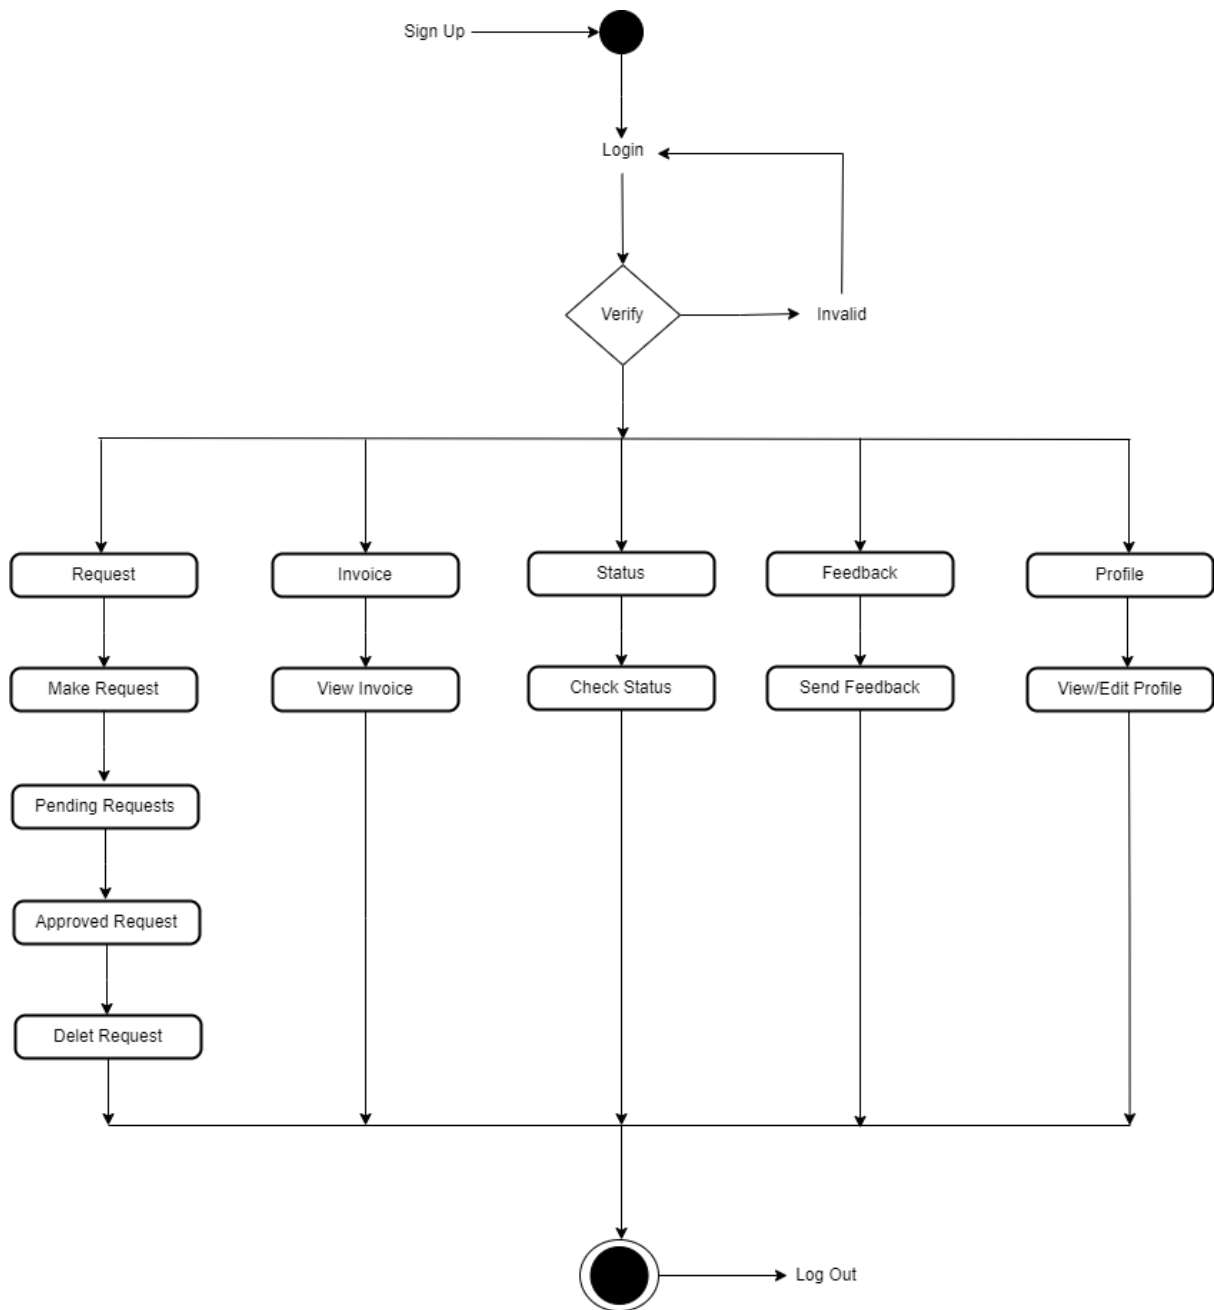 Sign Up
Login
Verify
Invalid
Request
Invoice
Status
Feedback
Profile
Make Request
View Invoice
Check Status
Send Feedback
View/Edit Profile
Pending Requests
Approved Request
Delet Request
Log Out